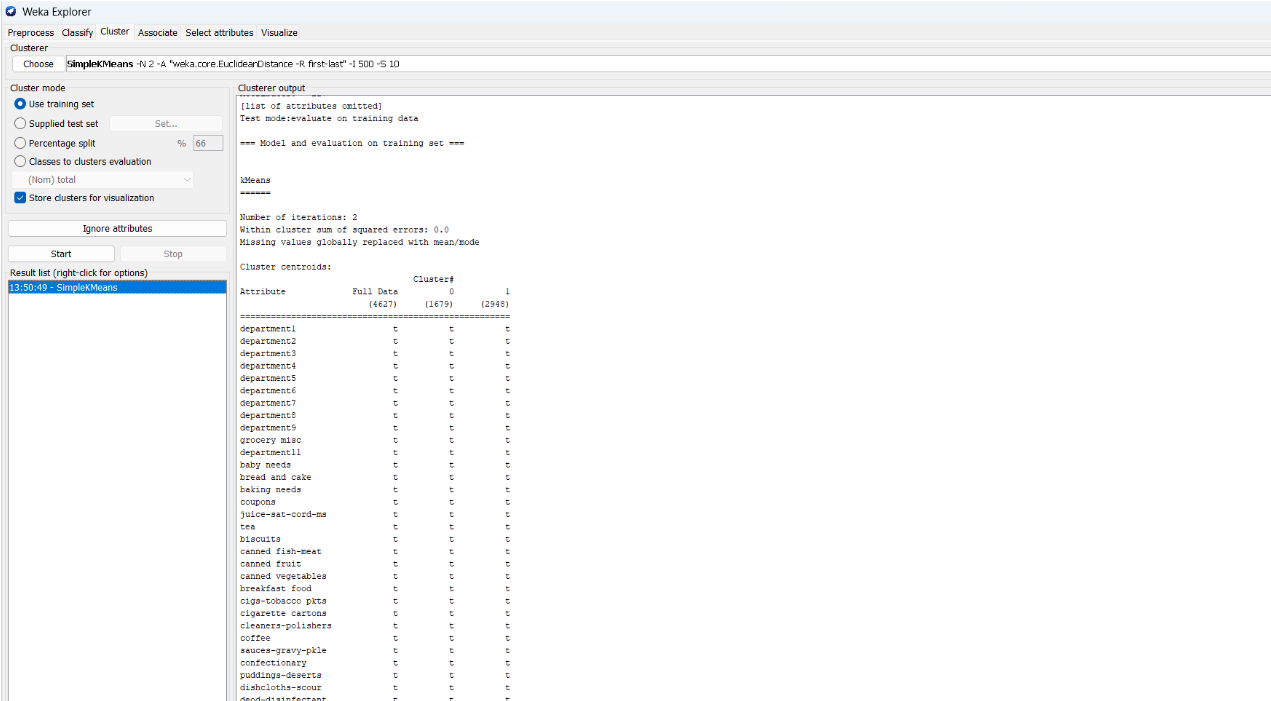 Weka Explorer
Preprocess Classify Cluster Associate Select attributes Visualize
Clusterer
Choose SimpleKMeans -N 2 -A "weka.core.EuclideanDistance -R first-last" -I 500 -S 10
Cluster mode
Use training set
Supplied test set Set...
Percentage split % 66
Classes to clusters evaluation
(Nom) total
Store clusters for visualization
Ignore attributes
Start Stop
Result list (right-click for options)
13:50:49 - SimpleKMeans
Clusterer output
[list of attributes omitted]
Test mode:evaluate on training data
=== Model and evaluation on training set ===
kMeans
======
Number of iterations: 2
Within cluster sum of squared errors: 0.0
Missing values globally replaced with mean/mode
Cluster centroids:
Cluster#
Attribute Full Data 0 1
(4627) (1679) (2948)
=====================================================
department1 t t t
department2 t t t
department3 t t t
department4 t t t
department5 t t t
department6 t t t
department7 t t t
department8 t t t
department9 t t t
grocery misc t t t
department11 t t t
baby needs t t t
bread and cake t t t
baking needs t t t
coupons t t t
juice-sat-cord-ms t t t
tea t t t
biscuits t t t
canned fish-meat t t t
canned fruit t t t
canned vegetables t t t
breakfast food t t t
cigs-tobacco pkts t t t
cigarette cartons t t t
cleaners-polishers t t t
coffee t t t
sauces-gravy-pkle t t t
confectionary t t t
puddings-deserts t t t
dishcloths-scour t t t
deod-disinfectant t t t